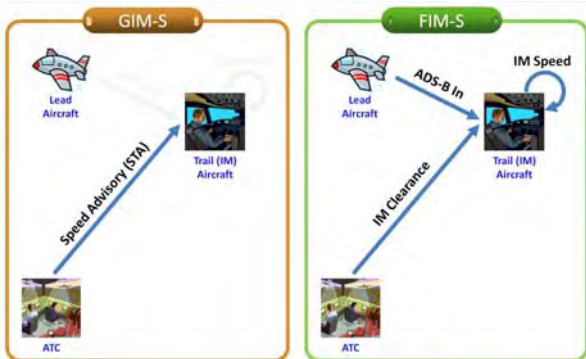 GIM-S
Lead
Aircraft
Trail (IM)
Aircraft
Speed Advisory (STA)
ATC
FIM-S
Lead
Aircraft
ADS-B In
IM Speed
Trail (IM)
Aircraft
IM Clearance
ATC